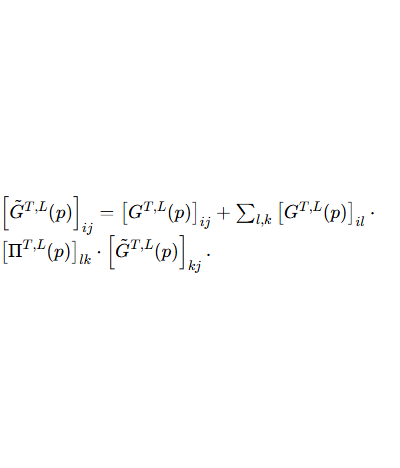 $\left[\tilde{G}^{T,L}(p)\right]_{ij} = \left[G^{T,L}(p)\right]_{ij} + \sum_{l,k} \left[G^{T,L}(p)\right]_{il} \cdot$
$\left[\Pi^{T,L}(p)\right]_{lk} \cdot \left[\tilde{G}^{T,L}(p)\right]_{kj} .$